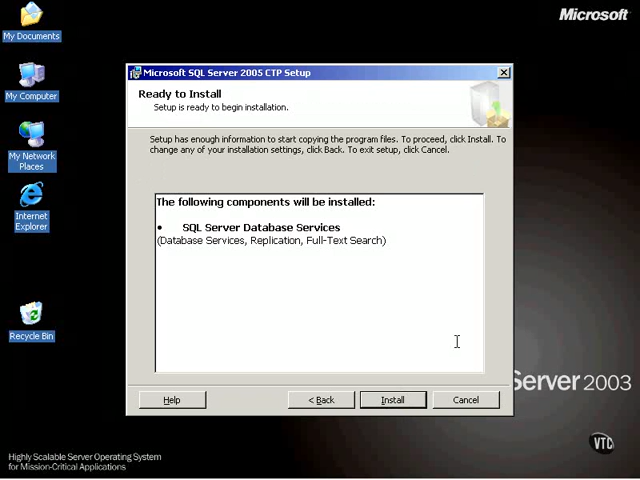 My Documents
My Computer
My Network
Places
Internet
Explorer
Recycle Bin
Microsoft
Microsoft SQL Server 2005 CTP Setup
Ready to Install
Setup is ready to begin installation.
Setup has enough information to start copying the program files. To proceed, click Install. To
change any of your installation settings, click Back. To exit setup, click Cancel.
The following components will be installed:
• SQL Server Database Services
(Database Services, Replication, Full-Text Search)
Help
< Back
Install
Cancel
Server 2003
VTC
Highly Scalable Server Operating System
for Mission-Critical Applications